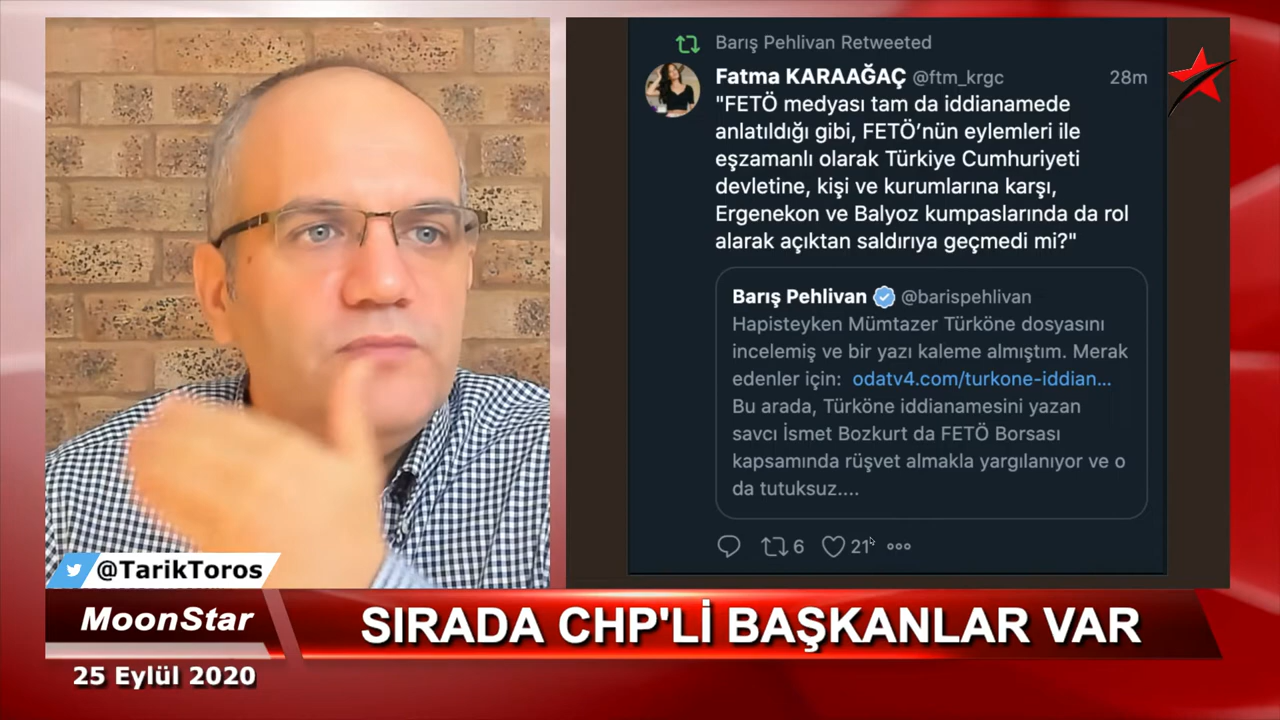 Barış Pehlivan Retweeted
Fatma KARAAĞAÇ @ftm_krgc 28m
"FETÖ medyası tam da iddianamede
anlatıldığı gibi, FETÖ’nün eylemleri ile
eşzamanlı olarak Türkiye Cumhuriyeti
devletine, kişi ve kurumlarına karşı,
Ergenekon ve Balyoz kumpaslarında da rol
alarak açıktan saldırıya geçmedi mi?"
Barış Pehlivan @barispehlivan
Hapisteyken Mümtazer Türköne dosyasını
incelemiş ve bir yazı kaleme almıştım. Merak
edenler için: odatv4.com/turkone-iddian...
Bu arada, Türköne iddianamesini yazan
savcı İsmet Bozkurt da FETÖ Borsası
kapsamında rüşvet almakla yargılanıyor ve o
da tutuksuz....
6 21
@TarikToros
MoonStar
SIRADA CHP'Lİ BAŞKANLAR VAR
25 Eylül 2020